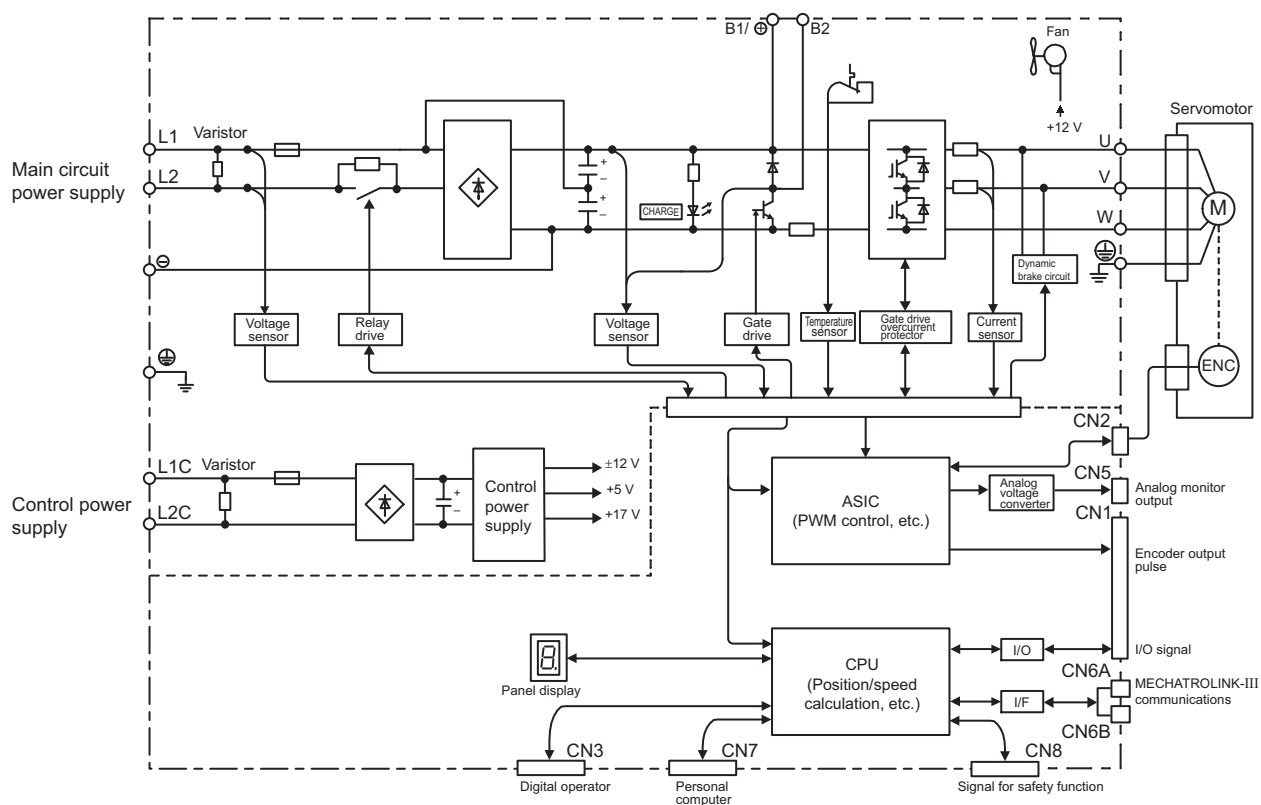 B1/ ⊕
B2
Fan
+12 V
Servomotor
Main circuit
power supply
L1
Varistor
L2
⊖
+
–
+
–
CHARGE
U
V
W
M
ENC
Dynamic
brake circuit
Voltage
sensor
Relay
drive
Voltage
sensor
Gate
drive
Temperature
sensor
Gate drive
overcurrent
protector
Current
sensor
Control power
supply
L1C
Varistor
L2C
+
–
Control
power
supply
±12 V
+5 V
+17 V
ASIC
(PWM control, etc.)
Analog
voltage
converter
CN2
CN5
Analog monitor
output
CN1
Encoder output
pulse
CPU
(Position/speed
calculation, etc.)
I/O
I/O signal
I/F
CN6A
MECHATROLINK-III
communications
CN6B
8.
Panel display
CN3
Digital operator
CN7
Personal
computer
CN8
Signal for safety function